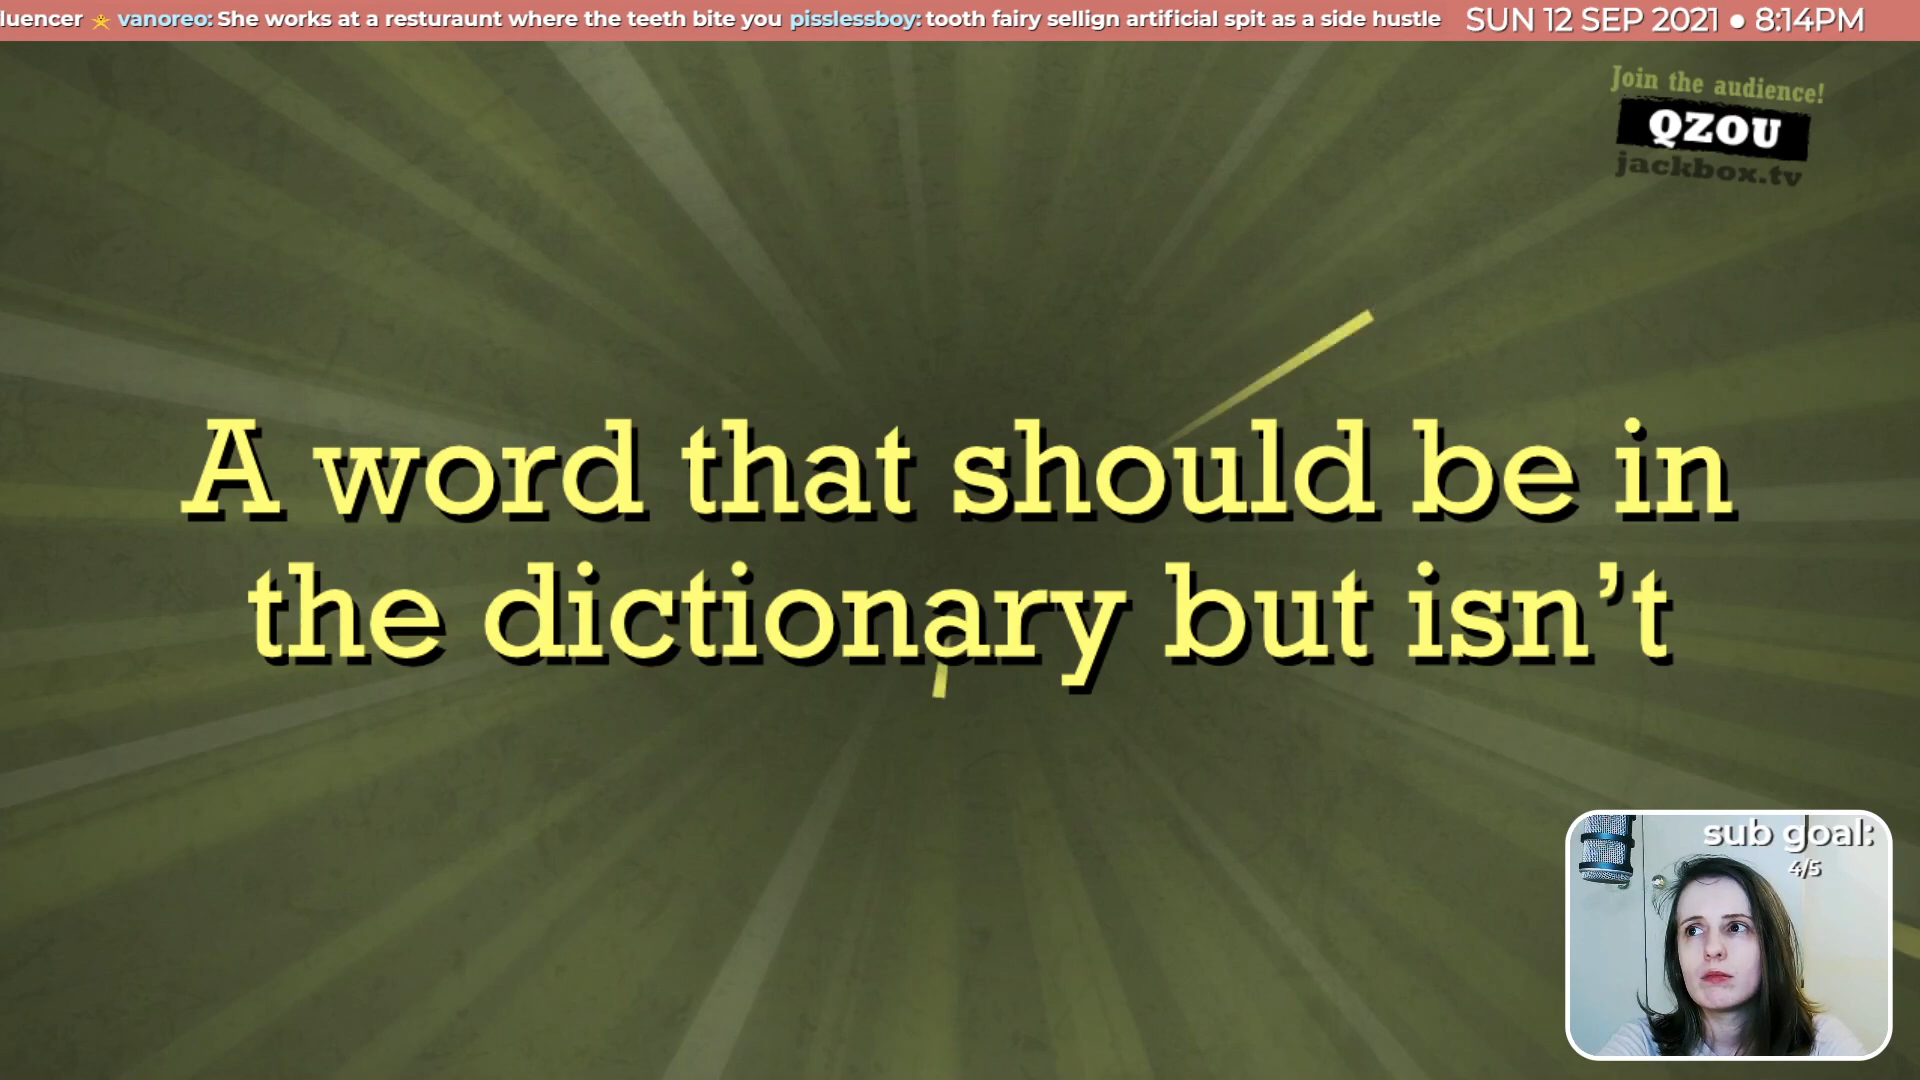 luencer ⭐ vanoreo: She works at a resturaunt where the teeth bite you pisslessboy: tooth fairy sellign artificial spit as a side hustle SUN 12 SEP 2021 ● 8:14PM
Join the audience!
QZOU
jackbox.tv
A word that should be in
the dictionary but isn’t
sub goal:
4/5